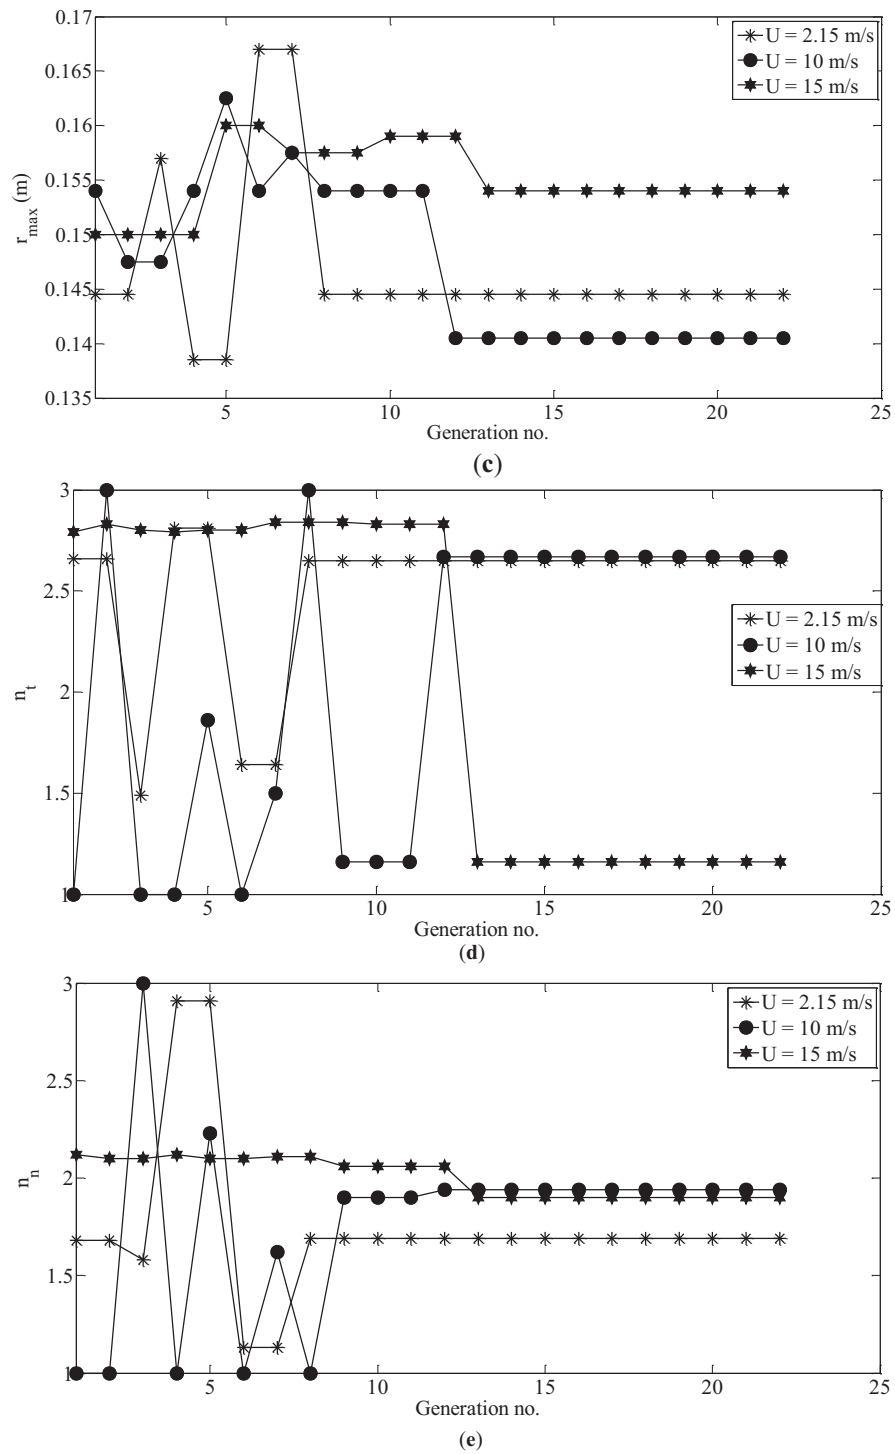 0.17
0.165
0.16
0.155
0.15
0.145
0.14
0.135
r_max (m)
5
10
15
20
25
Generation no.
U = 2.15 m/s
U = 10 m/s
U = 15 m/s
(c)
3
2.5
2
1.5
1
n_t
5
10
15
20
25
Generation no.
U = 2.15 m/s
U = 10 m/s
U = 15 m/s
(d)
3
2.5
2
1.5
1
n_n
5
10
15
20
25
Generation no.
U = 2.15 m/s
U = 10 m/s
U = 15 m/s
(e)